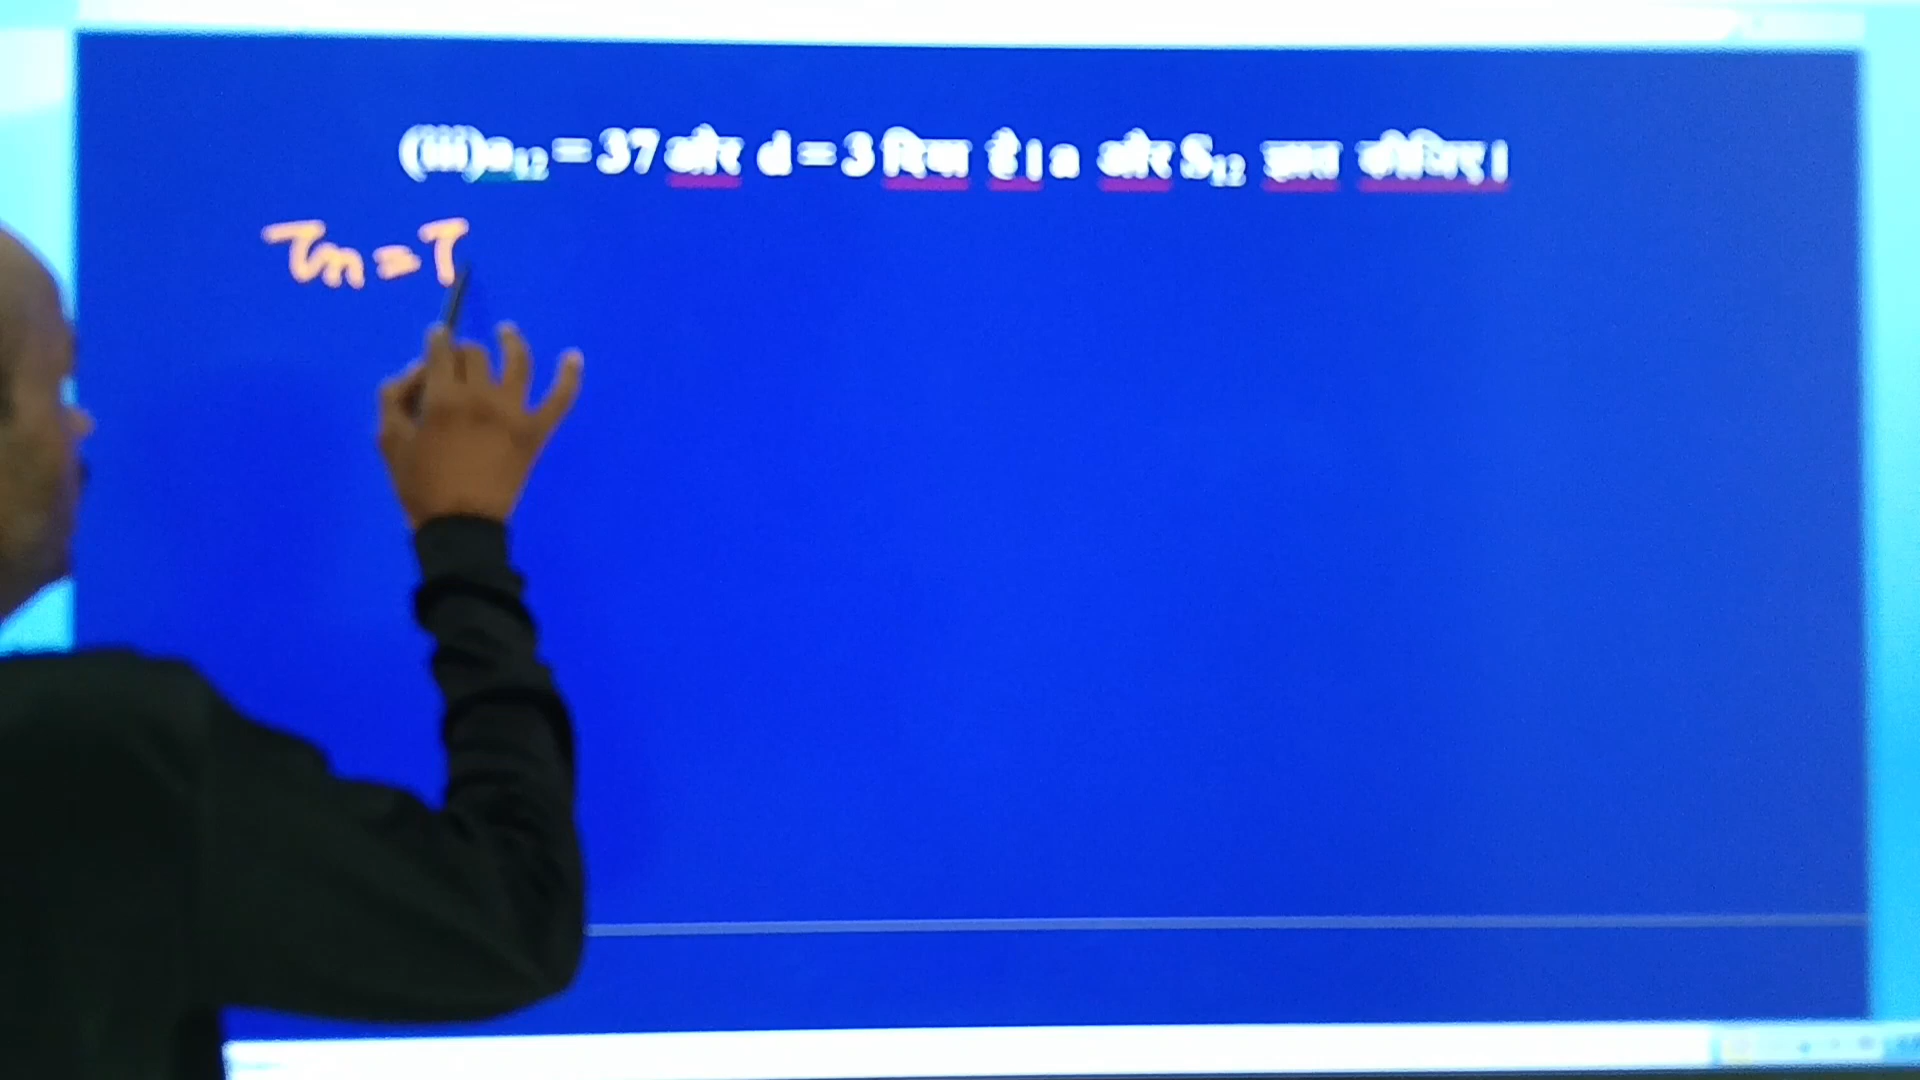 (iii)a₁₂ = 37 और d = 3 दिया है। a और S₁₂ ज्ञात कीजिए।
Tn = T